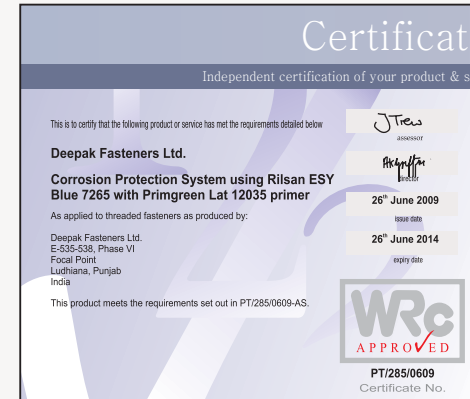 Certificat
Independent certification of your product & s
This is to certify that the following product or service has met the requirements detailed below
Deepak Fasteners Ltd.
Corrosion Protection System using Rilsan ESY
Blue 7265 with Primgreen Lat 12035 primer
As applied to threaded fasteners as produced by:
Deepak Fasteners Ltd.
E-535-538, Phase VI
Focal Point
Ludhiana, Punjab
India
This product meets the requirements set out in PT/285/0609-AS.
J Trew
assessor
director
26th June 2009
issue date
26th June 2014
expiry date
WRc
APPROVED
PT/285/0609
Certificate No.